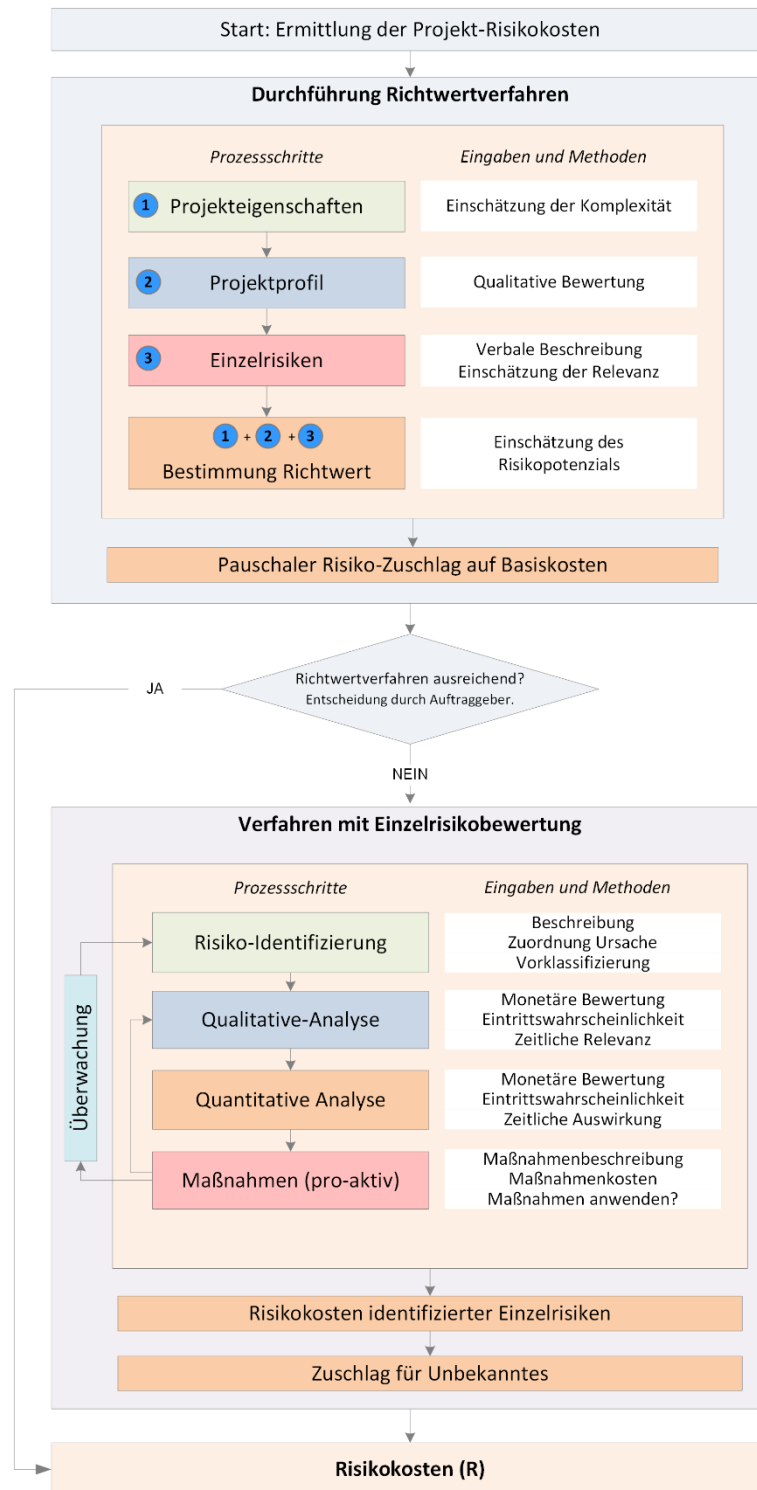 Start: Ermittlung der Projekt-Risikokosten
Durchführung Richtwertverfahren
Prozessschritte
Eingaben und Methoden
1 Projekteigenschaften
Einschätzung der Komplexität
2 Projektprofil
Qualitative Bewertung
3 Einzelrisiken
Verbale Beschreibung
Einschätzung der Relevanz
1 + 2 + 3
Bestimmung Richtwert
Einschätzung des
Risikopotenzials
Pauschaler Risiko-Zuschlag auf Basiskosten
Richtwertverfahren ausreichend?
Entscheidung durch Auftraggeber.
JA
NEIN
Verfahren mit Einzelrisikobewertung
Prozessschritte
Eingaben und Methoden
Risiko-Identifizierung
Beschreibung
Zuordnung Ursache
Vorklassifizierung
Überwachung
Qualitative-Analyse
Monetäre Bewertung
Eintrittswahrscheinlichkeit
Zeitliche Relevanz
Quantitative Analyse
Monetäre Bewertung
Eintrittswahrscheinlichkeit
Zeitliche Auswirkung
Maßnahmen (pro-aktiv)
Maßnahmenbeschreibung
Maßnahmenkosten
Maßnahmen anwenden?
Risikokosten identifizierter Einzelrisiken
Zuschlag für Unbekanntes
Risikokosten (R)